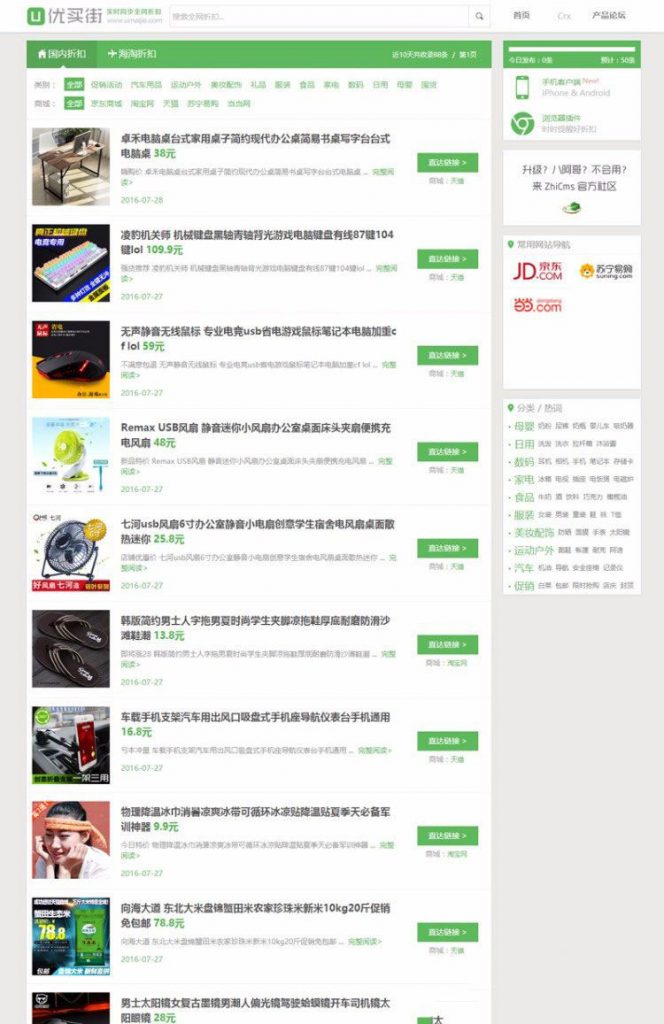 优买街
实时同步全网折扣
www.umaijie.com
搜索全网折扣...
首页
Crx
产品论坛
国内折扣 海淘折扣
近10天共收录88条 / 第1页
类别： 全部 促销活动 汽车用品 运动户外 美妆配饰 礼品 服装 食品 家电 数码 日用 母婴 国货
商城： 全部 京东商城 淘宝网 天猫 苏宁易购 当当网
卓禾电脑桌台式家用桌子简约现代办公桌简易书桌写字台台式
电脑桌 38元
嗨购价 卓禾电脑桌台式家用桌子简约现代办公桌简易书桌写字台台式电脑桌 ... 完整阅
读>
2016-07-28
直达链接 >
商城：天猫
真正机械键盘
电竞专用
凌豹机关师 机械键盘黑轴青轴背光游戏电脑键盘有线87键104
键lol 109.9元
强烈推荐 凌豹机关师 机械键盘黑轴青轴背光游戏电脑键盘有线87键104键lol ... 完整阅
读>
2016-07-27
直达链接 >
商城：天猫
无声静音无线鼠标 专业电竞usb省电游戏鼠标笔记本电脑加重c
f lol 59元
不满意包退 无声静音无线鼠标 专业电竞usb省电游戏鼠标笔记本电脑加重cf lol ... 完整
阅读>
2016-07-27
直达链接 >
商城：天猫
Remax USB风扇 静音迷你小风扇办公室桌面床头夹扇便携充
电风扇 48元
新品特价 Remax USB风扇 静音迷你小风扇办公室桌面床头夹扇便携充电风扇 ... 完
整阅读>
2016-07-27
直达链接 >
商城：天猫
七河usb风扇6寸办公室静音小电扇创意学生宿舍电风扇桌面散
热迷你 25.8元
店铺优惠价 七河usb风扇6寸办公室静音小电扇创意学生宿舍电风扇桌面散热迷你 ... 完
整阅读>
2016-07-27
直达链接 >
商城：天猫
韩版简约男士人字拖男夏时尚学生夹脚凉拖鞋厚底耐磨防滑沙
滩鞋潮 13.8元
即将涨28 韩版简约男士人字拖男夏时尚学生夹脚凉拖鞋厚底耐磨防滑沙滩鞋潮 ... 完整
阅读>
2016-07-27
直达链接 >
商城：淘宝网
创意折叠支架 一架三用
车载手机支架汽车用出风口吸盘式手机座导航仪表台手机通用
16.8元
亏本冲量 车载手机支架汽车用出风口吸盘式手机座导航仪表台手机通用 ... 完整阅读>
2016-07-27
直达链接 >
商城：天猫
物理降温冰巾消暑凉爽冰带可循环冰凉贴降温贴夏季天必备军
训神器 9.9元
今日特价 物理降温冰巾消暑凉爽冰带可循环冰凉贴降温贴夏季天必备军训神器 ... 完整
阅读>
2016-07-27
直达链接 >
商城：淘宝网
蟹田生态米
78.8
包邮
向海大道 东北大米盘锦蟹田米农家珍珠米新米10kg20斤促销
免包邮 78.8元
向海大道 东北大米盘锦蟹田米农家珍珠米新米10kg20斤促销免包邮 ... 完整阅读>
2016-07-27
直达链接 >
商城：天猫
男士太阳镜女复古墨镜男潮人偏光镜驾驶蛤蟆镜开车司机镜太
阳眼镜 28元
今日发布：0条 预计：50条
手机客户端 New!
iPhone & Android
浏览器插件
时时提醒好折扣
升级？/\阿哥？不合用？
来 ZhiCms 官方社区
常用网站导航
JD 京东
.COM
苏宁易购
suning.com
当当
dangdang
.com
分类 / 热词
母婴 奶粉 尿裤 奶瓶 婴儿车 吸奶器
日用 洗发 洗衣 拉杆箱 沐浴露
数码 耳机 相机 手机 笔记本 存储卡
家电 冰箱 电视 插座 电饭煲 电磁炉
食品 牛奶 酒 饮料 巧克力 橄榄油
服装 女装 男装 童装 鞋 袜 T恤
美妆配饰 防晒 面膜 手表 太阳镜
运动户外 跑鞋 帐篷 耐克 阿迪
汽车 机油 导航 安全座椅 记录仪
促销 白菜 包邮 限时抢购 店庆 封顶